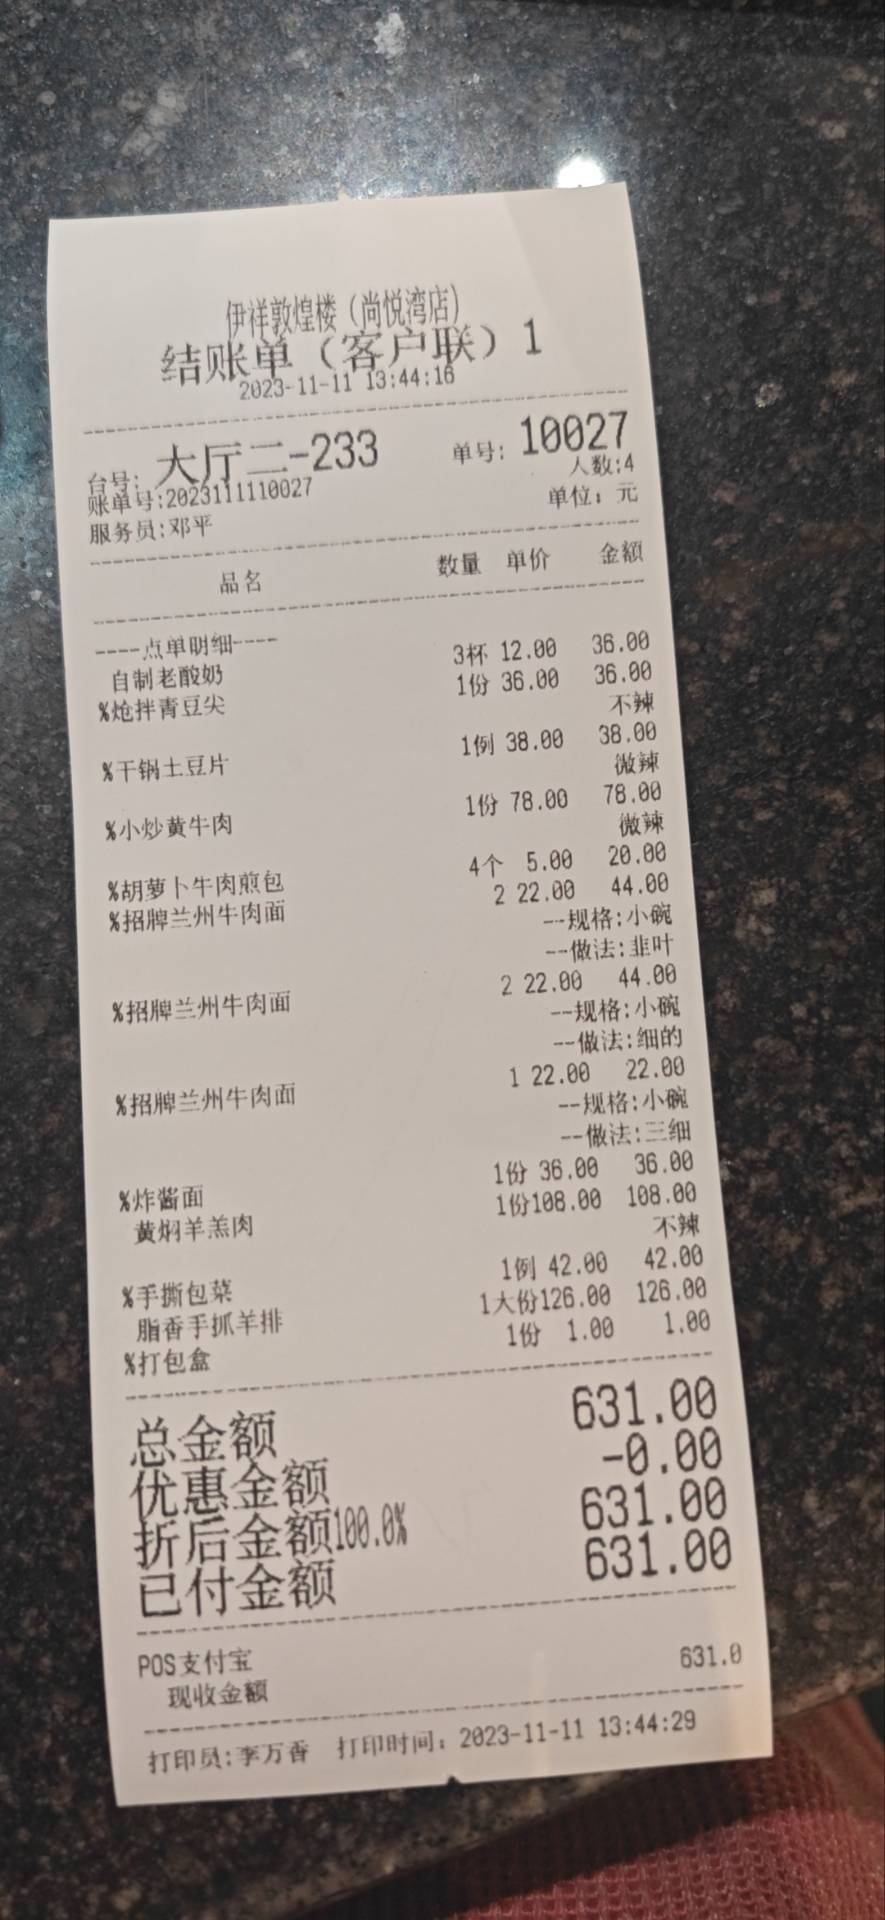 伊祥敦煌楼（尚悦湾店）
结账单（客户联）1
2023-11-11 13:44:16
台号: 大厅二-233 单号: 10027
账单号:2023111110027 人数:4
服务员:邓平 单位：元
品名 数量 单价 金额
----点单明细----
自制老酸奶 3杯 12.00 36.00
%炝拌青豆尖 1份 36.00 36.00
不辣
%干锅土豆片 1例 38.00 38.00
微辣
%小炒黄牛肉 1份 78.00 78.00
微辣
%胡萝卜牛肉煎包 4个 5.00 20.00
%招牌兰州牛肉面 2 22.00 44.00
--规格:小碗
--做法:韭叶
%招牌兰州牛肉面 2 22.00 44.00
--规格:小碗
--做法:细的
%招牌兰州牛肉面 1 22.00 22.00
--规格:小碗
--做法:三细
%炸酱面 1份 36.00 36.00
黄焖羊羔肉 1份108.00 108.00
不辣
%手撕包菜 1例 42.00 42.00
脂香手抓羊排 1大份126.00 126.00
%打包盒 1份 1.00 1.00
总金额 631.00
优惠金额 -0.00
折后金额100.0% 631.00
已付金额 631.00
POS支付宝 631.0
现收金额
打印员:李万香 打印时间：2023-11-11 13:44:29